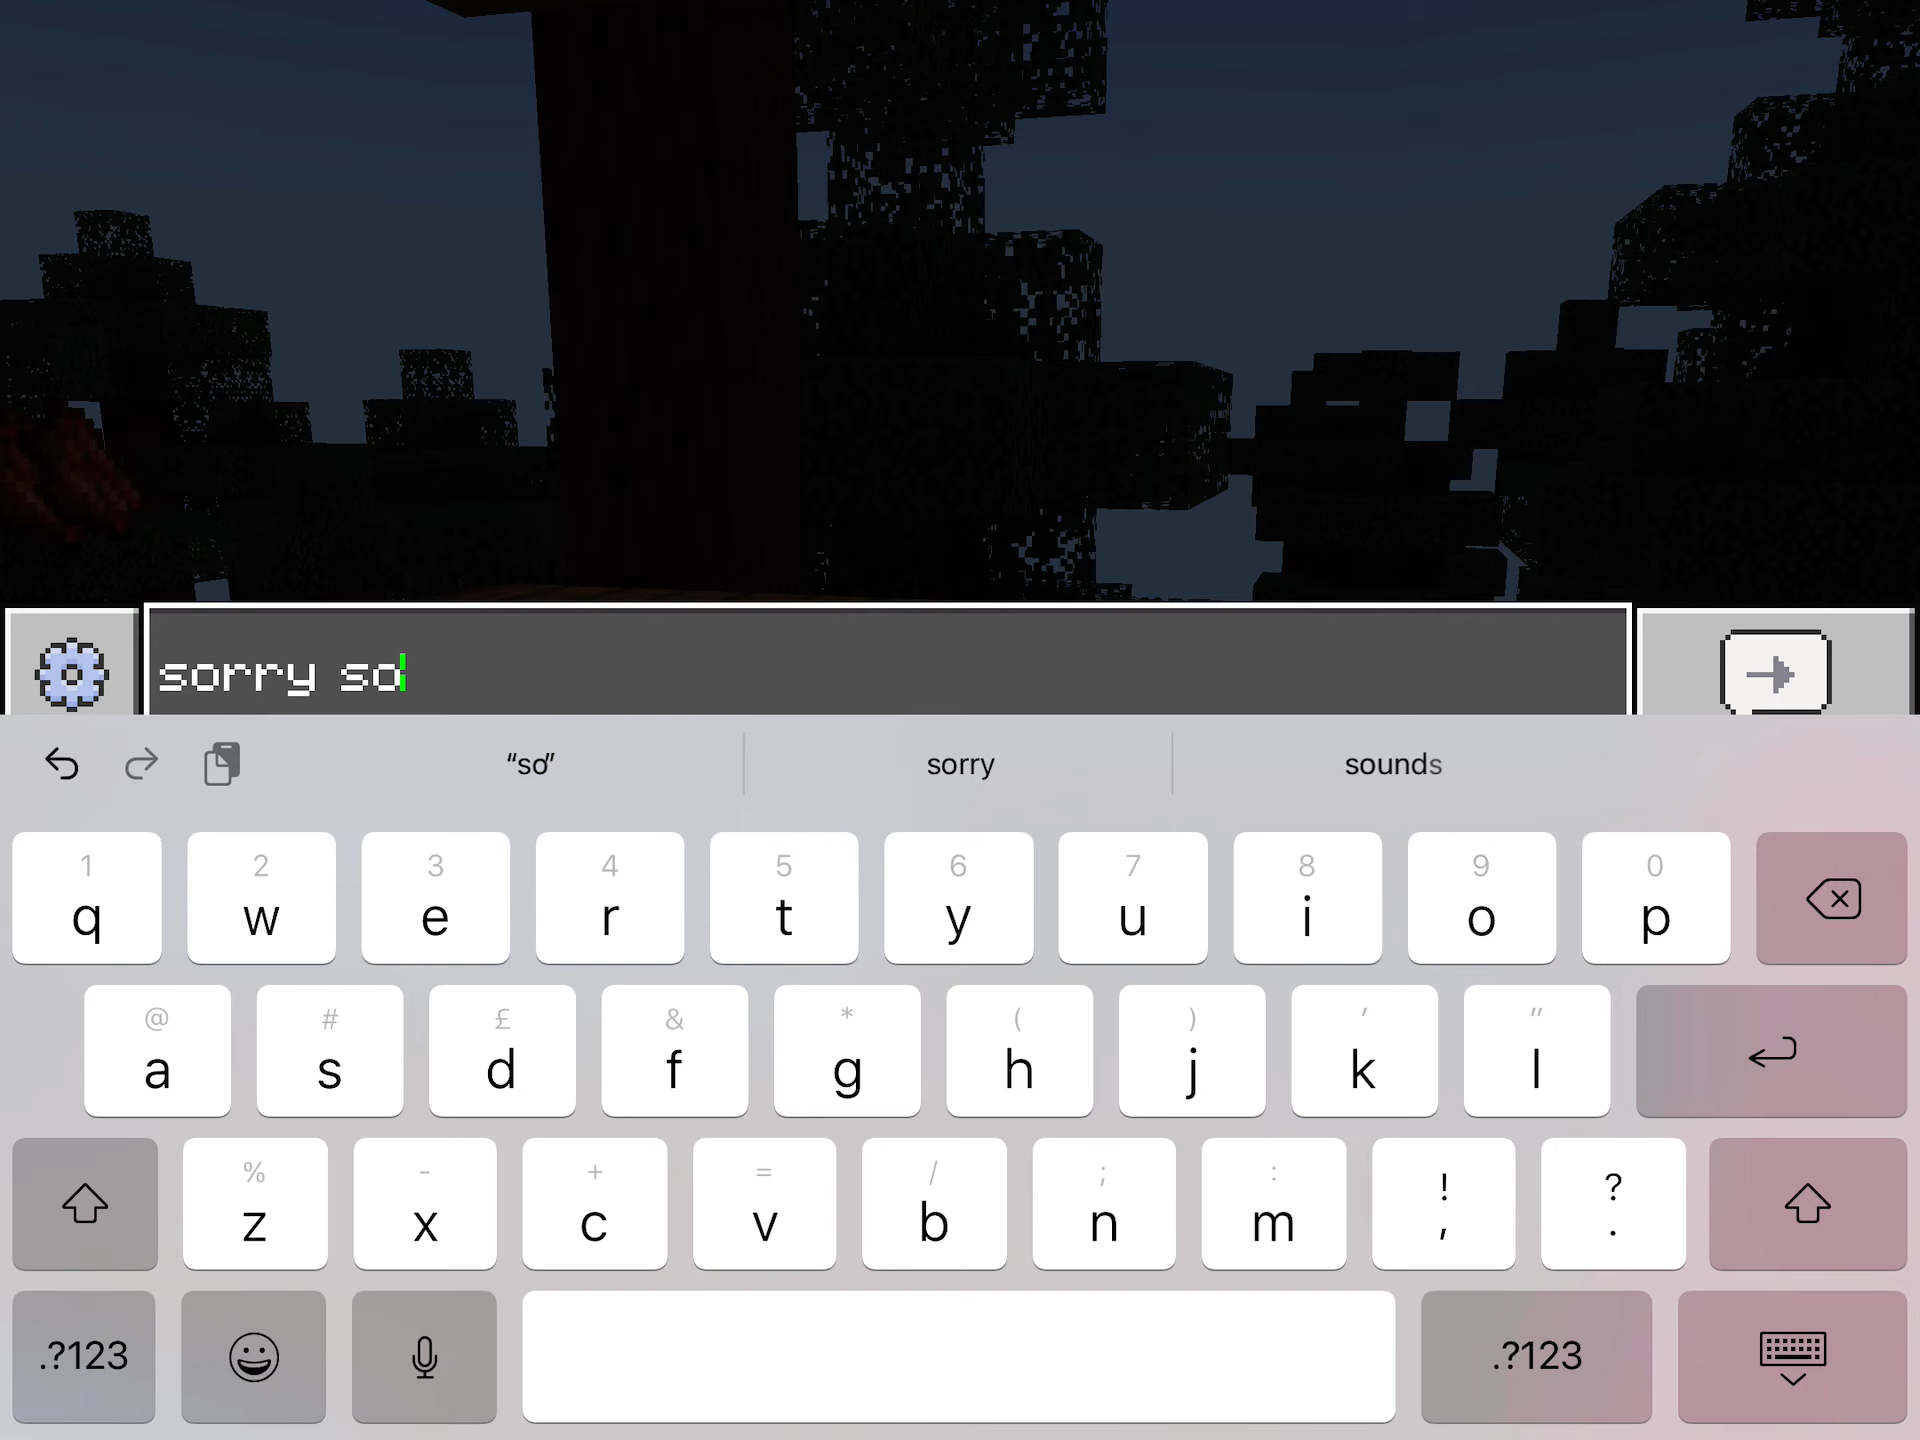 sorry so
“so” sorry sounds
1 2 3 4 5 6 7 8 9 0
q w e r t y u i o p
@ # £ & * ( ) ' "
a s d f g h j k l
% - + = / ; : ! ?
z x c v b n m , .
.?123 .?123